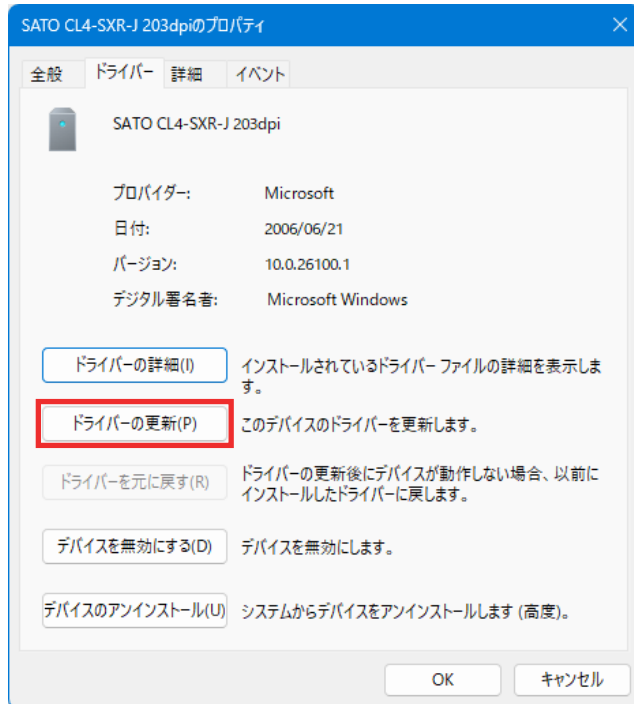 SATO CL4-SXR-J 203dpiのプロパティ
全般 ドライバー 詳細 イベント
SATO CL4-SXR-J 203dpi
プロバイダー: Microsoft
日付: 2006/06/21
バージョン: 10.0.26100.1
デジタル署名者: Microsoft Windows
ドライバーの詳細(I) インストールされているドライバー ファイルの詳細を表示しま
す。
ドライバーの更新(P) このデバイスのドライバーを更新します。
ドライバーを元に戻す(R) ドライバーの更新後にデバイスが動作しない場合、以前に
インストールしたドライバーに戻します。
デバイスを無効にする(D) デバイスを無効にします。
デバイスのアンインストール(U) システムからデバイスをアンインストールします (高度)。
OK キャンセル